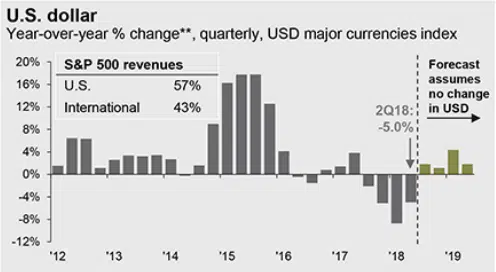 U.S. dollar
Year-over-year % change**, quarterly, USD major currencies index
20%
16%
12%
8%
4%
0%
-4%
-8%
-12%
S&P 500 revenues
U.S. 57%
International 43%
2Q18:
-5.0%
Forecast
assumes
no change
in USD
'12 '13 '14 '15 '16 '17 '18 '19